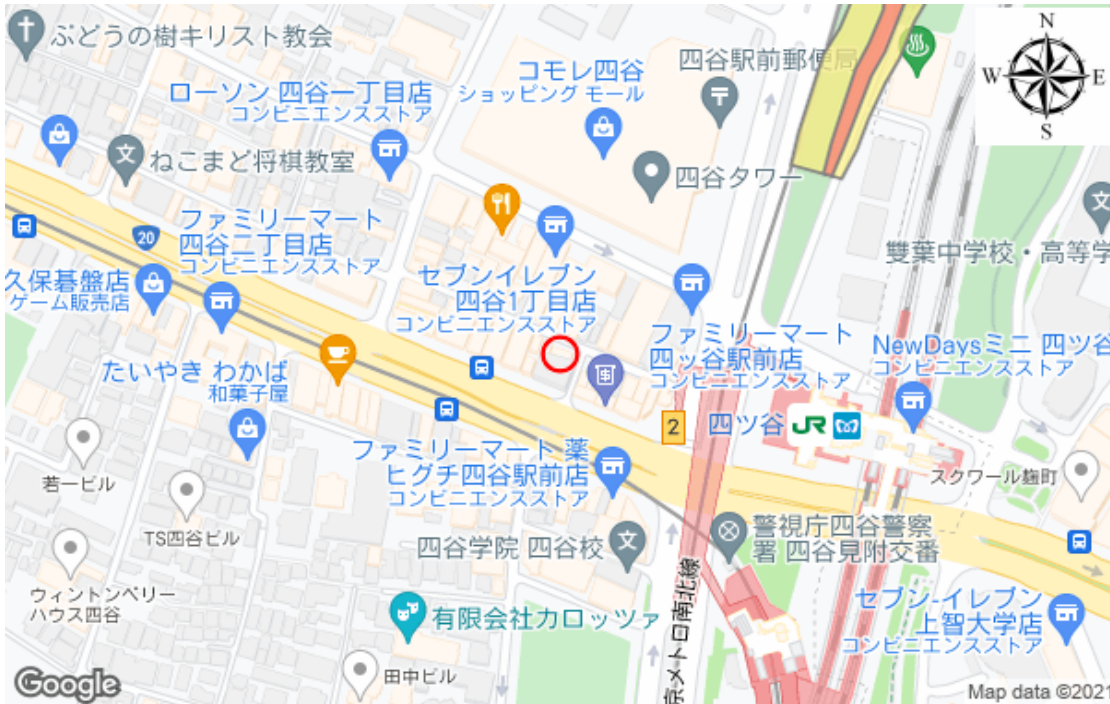 ぶどうの樹キリスト教会
コモレ四谷
ショッピング モール
四谷駅前郵便局
N
W
E
S
ローソン 四谷一丁目店
コンビニエンスストア
ねこまど将棋教室
四谷タワー
ファミリーマート
四谷二丁目店
コンビニエンスストア
20
雙葉中学校・高等学
久保碁盤店
ゲーム販売店
セブンイレブン
四谷1丁目店
コンビニエンスストア
ファミリーマート
四ッ谷駅前店
コンビニエンスストア
NewDaysミニ 四ツ谷
コンビニエンスストア
たいやき わかば
和菓子屋
2
四ツ谷
JR
ファミリーマート 薬
ヒグチ四谷駅前店
コンビニエンスストア
スクワール麹町
若一ビル
TS四谷ビル
四谷学院 四谷校
警視庁四谷警察
署 四谷見附交番
ウィントンベリー
ハウス四谷
有限会社カロッツァ
セブン-イレブン
上智大学店
コンビニエンスストア
京メトロ南北線
田中ビル
Google
Map data ©2021